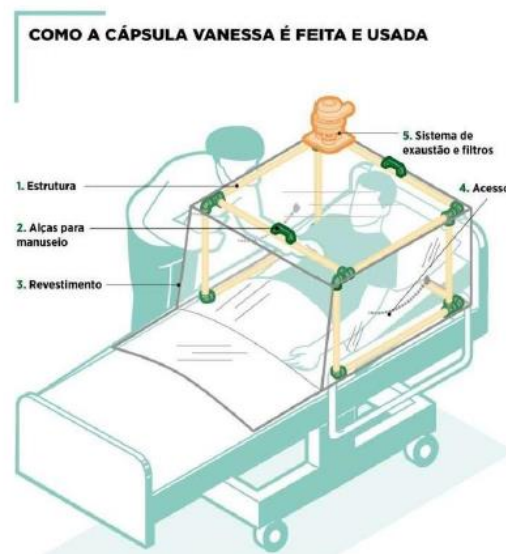 COMO A CÁPSULA VANESSA É FEITA E USADA
5. Sistema de
exaustão e filtros
4. Acesso
1. Estrutura
2. Alças para
manuseio
3. Revestimento